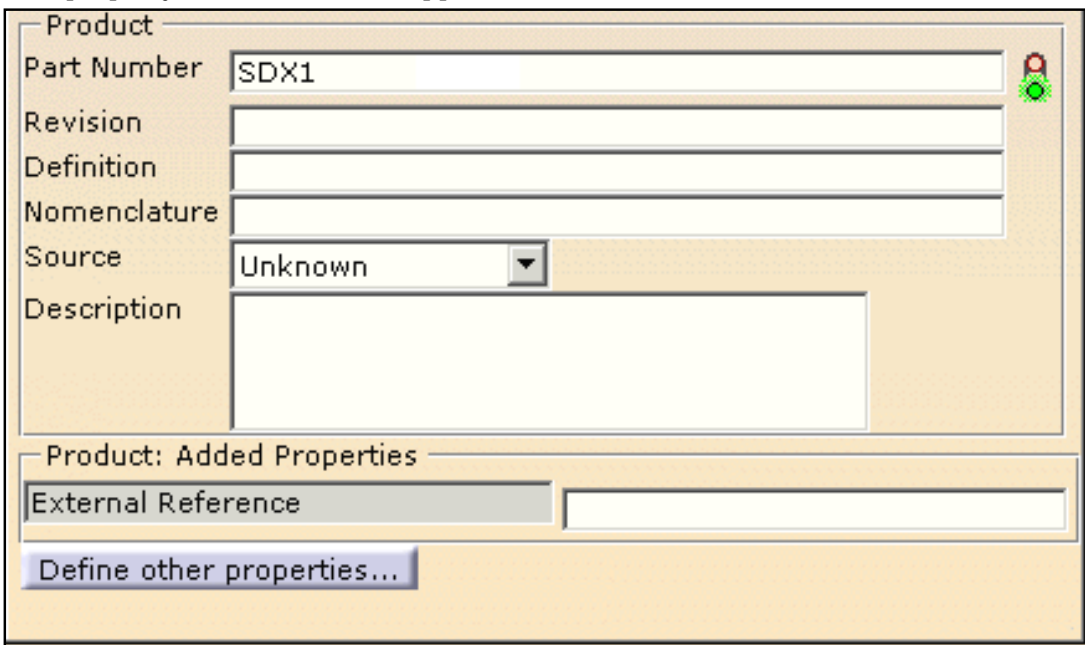 Product
Part Number SDX1
Revision
Definition
Nomenclature
Source Unknown
Description
Product: Added Properties
External Reference
Define other properties...